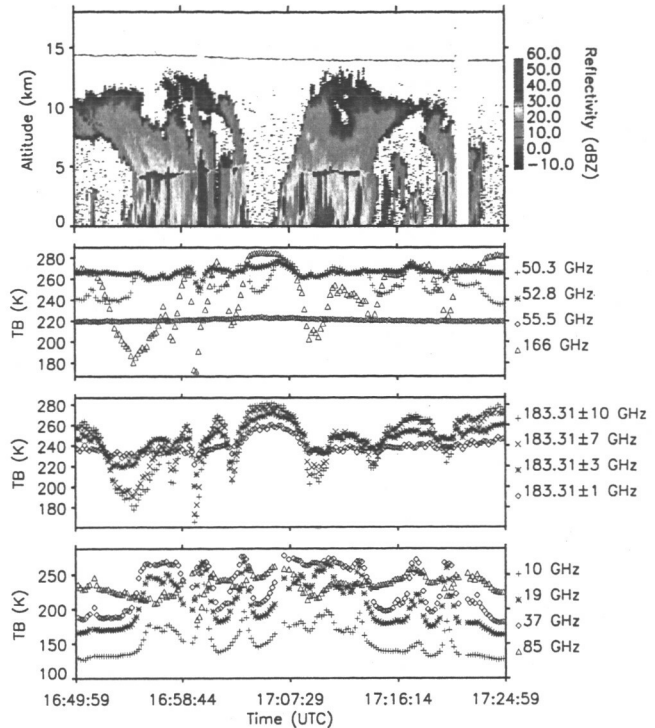 Altitude (km)
15
10
5
0
60.0
50.0
40.0
30.0
20.0
10.0
0.0
−10.0
Reflectivity (dBZ)
TB (K)
280
260
240
220
200
180
+50.3 GHz
∗52.8 GHz
◇55.5 GHz
△166 GHz
TB (K)
280
260
240
220
200
180
+183.31±10 GHz
×183.31±7 GHz
∗183.31±3 GHz
◇183.31±1 GHz
TB (K)
250
200
150
100
+10 GHz
∗19 GHz
◇37 GHz
△85 GHz
16:49:59 16:58:44 17:07:29 17:16:14 17:24:59
Time (UTC)